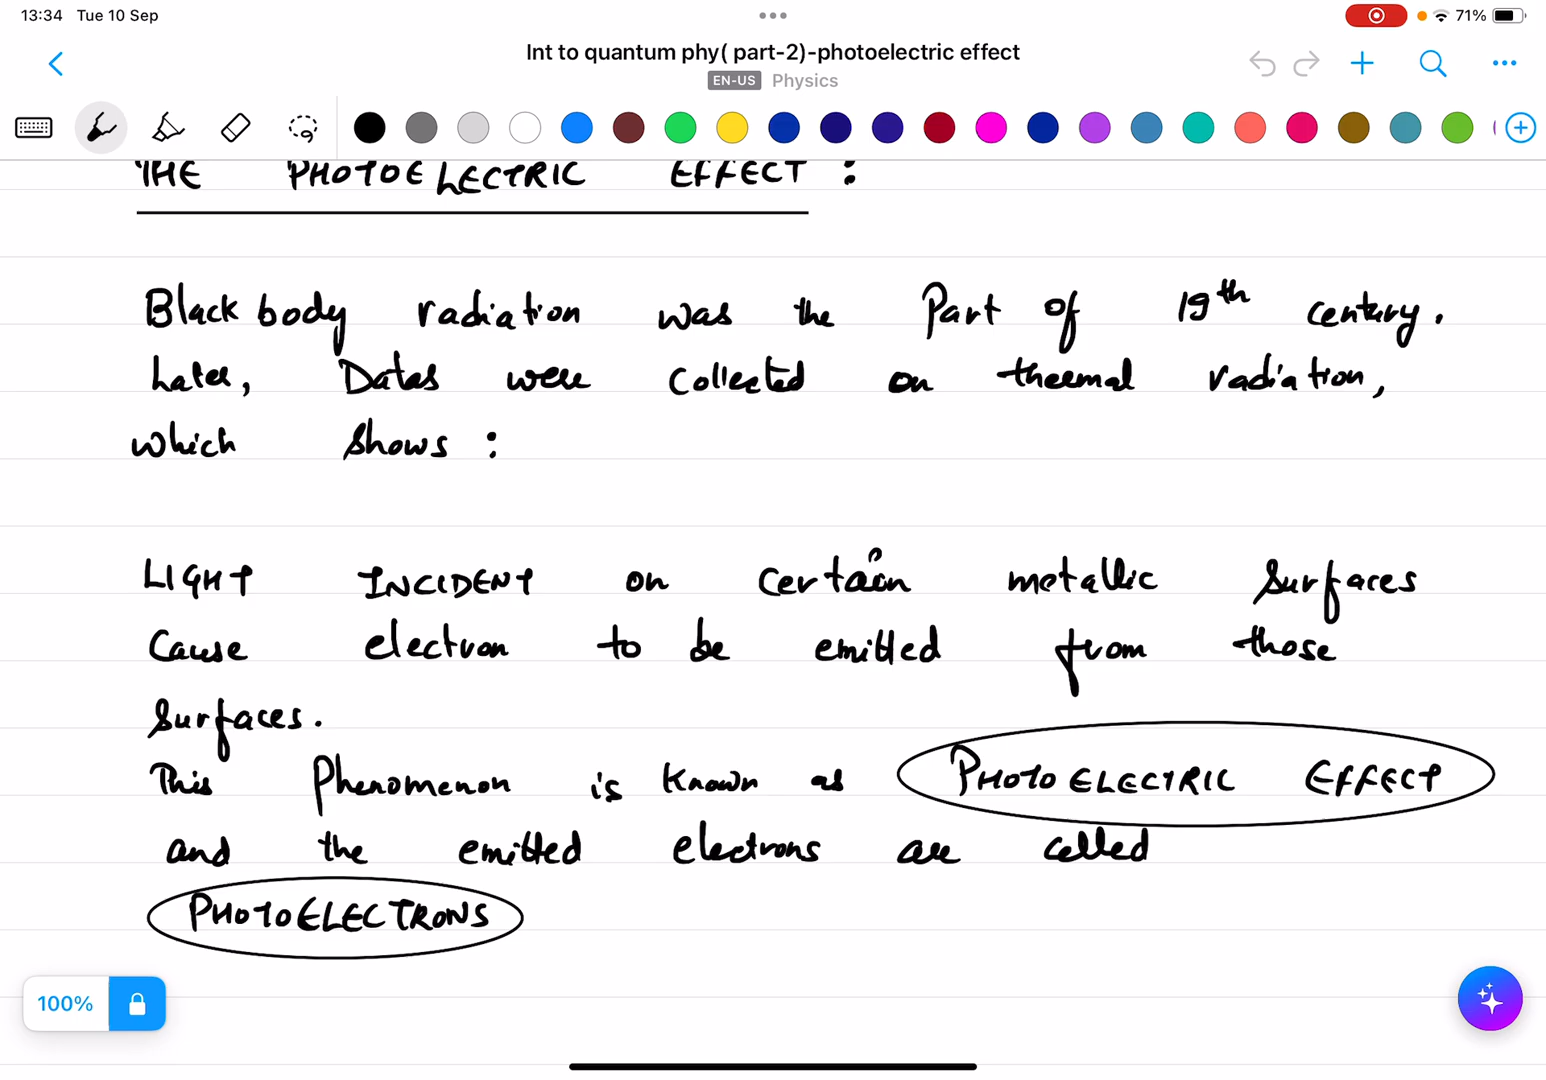 13:34 Tue 10 Sep
71%
Int to quantum phy( part-2)-photoelectric effect
EN-US Physics
THE PHOTOELECTRIC EFFECT :
Black body radiation was the Part of 19th century.
Later, Datas were collected on thermal radiation,
which shows :
LIGHT INCIDENT on certain metallic surfaces
cause electron to be emitted from those
surfaces.
This Phenomenon is known as PHOTOELECTRIC EFFECT
and the emitted electrons are called
PHOTOELECTRONS
100%